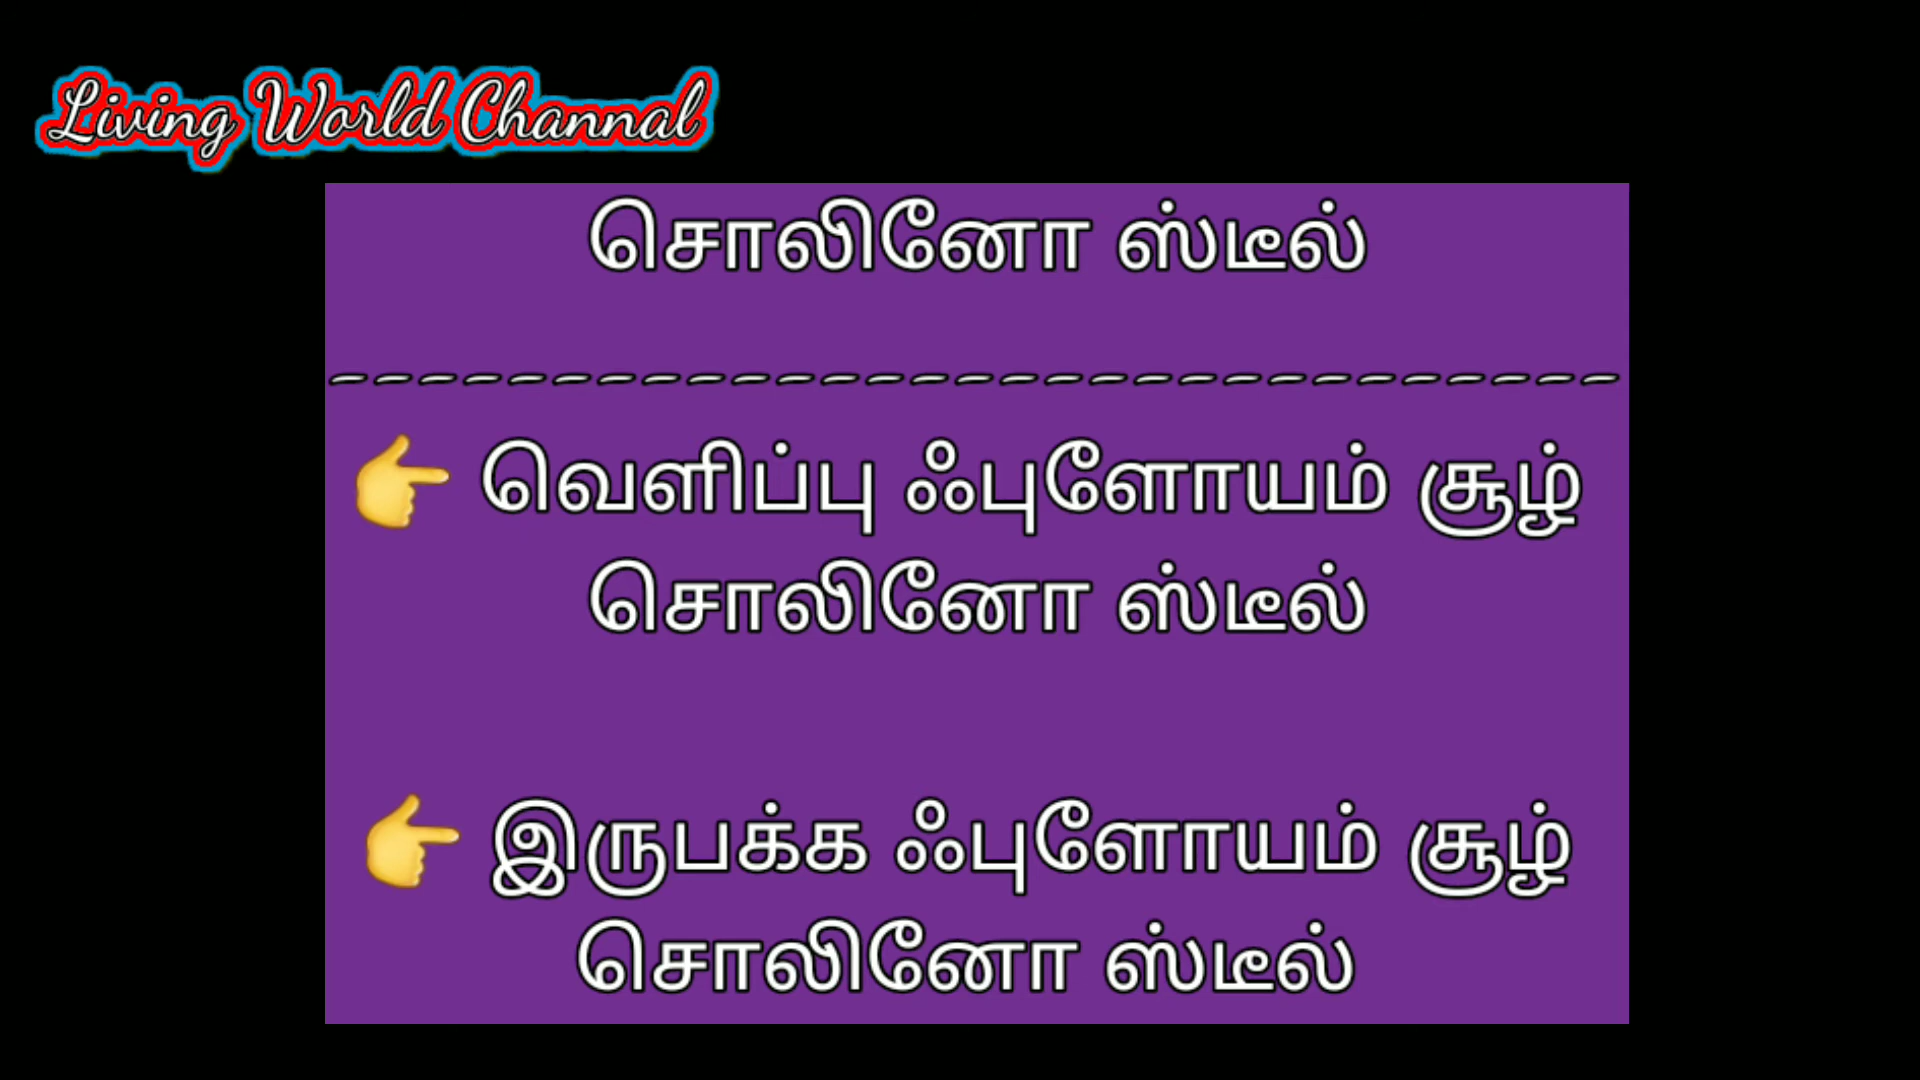 Living World Channal
சொலினோ ஸ்டீல்
👉 வெளிப்பு ஃபுளோயம் சூழ்
சொலினோ ஸ்டீல்
👉 இருபக்க ஃபுளோயம் சூழ்
சொலினோ ஸ்டீல்